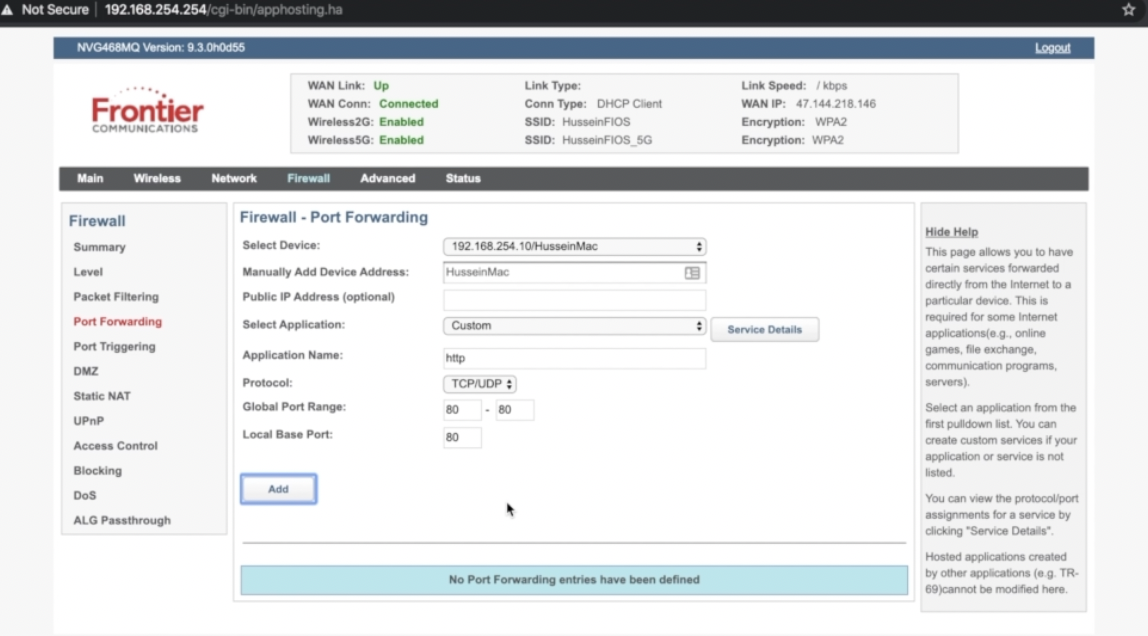 Not Secure | 192.168.254.254/cgi-bin/apphosting.ha
NVG468MQ Version: 9.3.0h0d55 Logout
Frontier
COMMUNICATIONS
WAN Link: Up Link Type: Link Speed: / kbps
WAN Conn: Connected Conn Type: DHCP Client WAN IP: 47.144.218.146
Wireless2G: Enabled SSID: HusseinFIOS Encryption: WPA2
Wireless5G: Enabled SSID: HusseinFIOS_5G Encryption: WPA2
Main Wireless Network Firewall Advanced Status
Firewall
Summary
Level
Packet Filtering
Port Forwarding
Port Triggering
DMZ
Static NAT
UPnP
Access Control
Blocking
DoS
ALG Passthrough
Firewall - Port Forwarding
Select Device: 192.168.254.10/HusseinMac
Manually Add Device Address: HusseinMac
Public IP Address (optional)
Select Application: Custom Service Details
Application Name: http
Protocol: TCP/UDP
Global Port Range: 80 - 80
Local Base Port: 80
Add
No Port Forwarding entries have been defined
Hide Help
This page allows you to have
certain services forwarded
directly from the Internet to a
particular device. This is
required for some Internet
applications(e.g., online
games, file exchange,
communication programs,
servers).
Select an application from the
first pulldown list. You can
create custom services if your
application or service is not
listed.
You can view the protocol/port
assignments for a service by
clicking "Service Details".
Hosted applications created
by other applications (e.g. TR-
69)cannot be modified here.